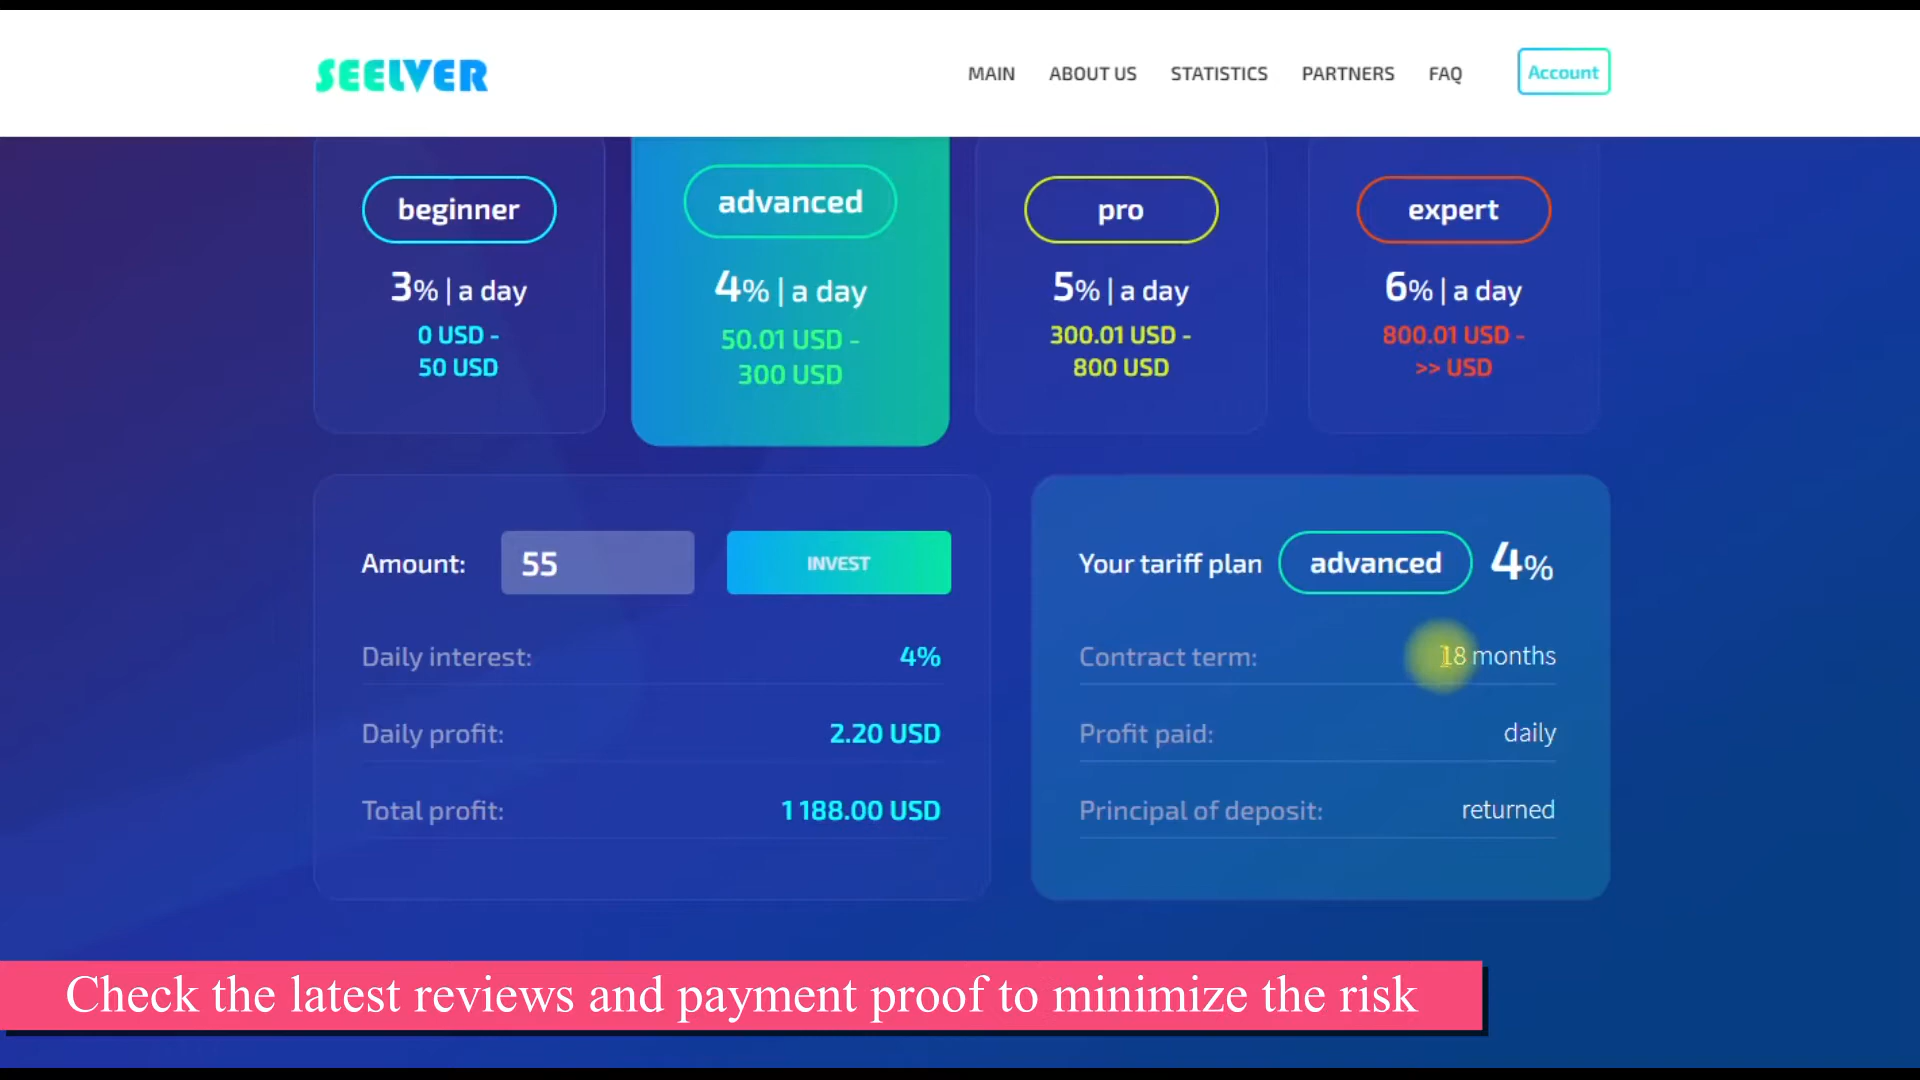 SEELVER
MAIN ABOUT US STATISTICS PARTNERS FAQ Account
beginner
3% | a day
0 USD -
50 USD
advanced
4% | a day
50.01 USD -
300 USD
pro
5% | a day
300.01 USD -
800 USD
expert
6% | a day
800.01 USD -
>> USD
Amount: 55 INVEST
Daily interest: 4%
Daily profit: 2.20 USD
Total profit: 1 188.00 USD
Your tariff plan advanced 4%
Contract term: 18 months
Profit paid: daily
Principal of deposit: returned
Check the latest reviews and payment proof to minimize the risk